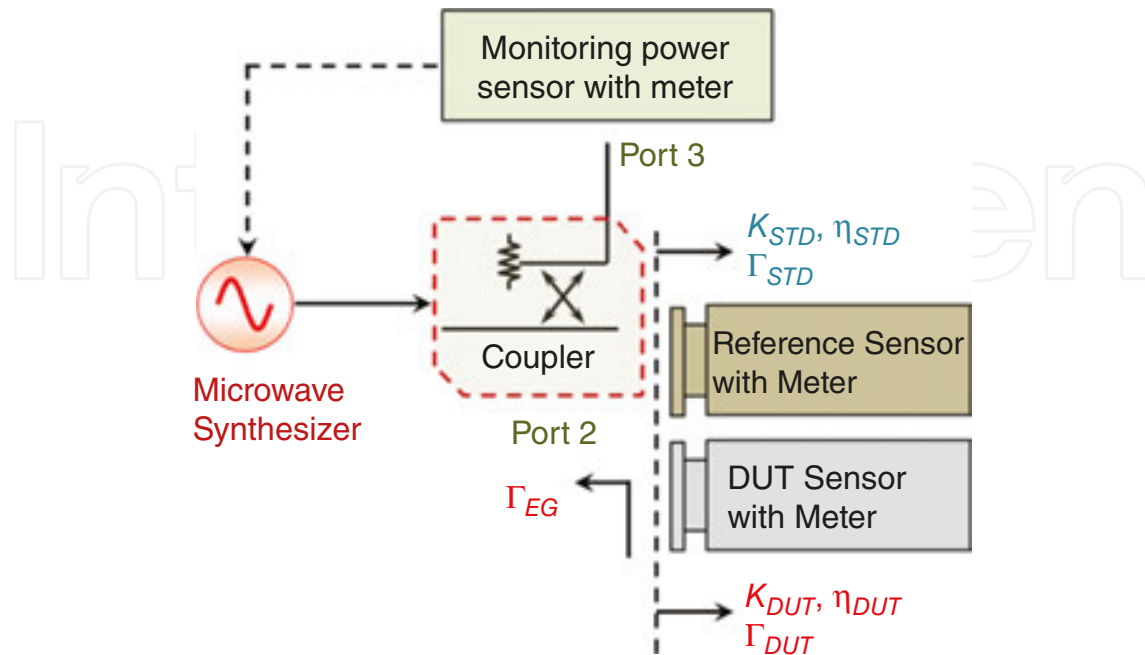 Monitoring power
sensor with meter
Port 3
K_STD, η_STD
Γ_STD
Reference Sensor
with Meter
Coupler
Microwave
Synthesizer
Port 2
DUT Sensor
with Meter
Γ_EG
K_DUT, η_DUT
Γ_DUT